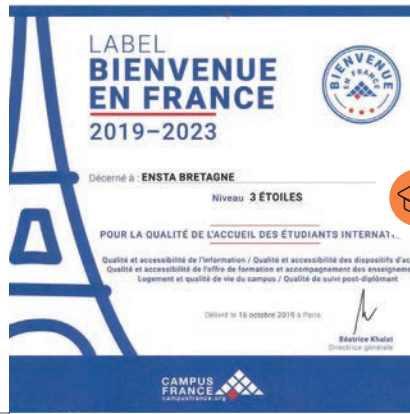 LABEL
BIENVENUE
EN FRANCE
2019–2023
BIENVENUE
EN FRANCE
Décerné à : ENSTA BRETAGNE
Niveau 3 ÉTOILES
POUR LA QUALITÉ DE L'ACCUEIL DES ÉTUDIANTS
Qualité et accessibilité de l'information / Qualité et accessibilité des dispositifs
Qualité et accessibilité de l'offre de formation et accompagnement des
Logement et qualité de vie du campus / Qualité de suivi post-diplômant
Délivré le 16 octobre 2019 à Paris
Béatrice Khaiat
Directrice générale
CAMPUS
FRANCE
campusfrance.org